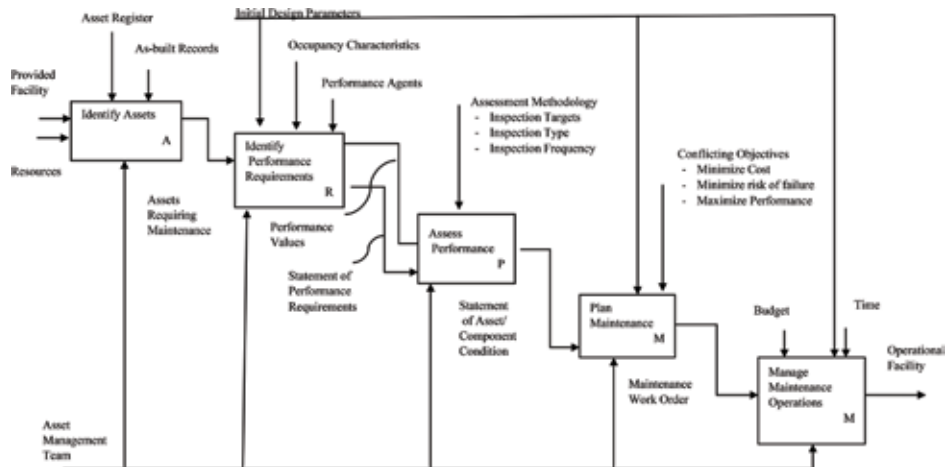 Asset Register
Initial Design Parameters
As-built Records
Occupancy Characteristics
Provided
Facility
Performance Agents
Identify Assets
A
Assessment Methodology
- Inspection Targets
- Inspection Type
- Inspection Frequency
Resources
Identify
Performance
Requirements
R
Conflicting Objectives
- Minimize Cost
- Minimize risk of failure
- Maximize Performance
Assets
Requiring
Maintenance
Performance
Values
Assess
Performance
P
Statement of
Performance
Requirements
Statement
of Asset/
Component
Condition
Plan
Maintenance
M
Budget
Time
Operational
Facility
Maintenance
Work Order
Manage
Maintenance
Operations
M
Asset
Management
Team